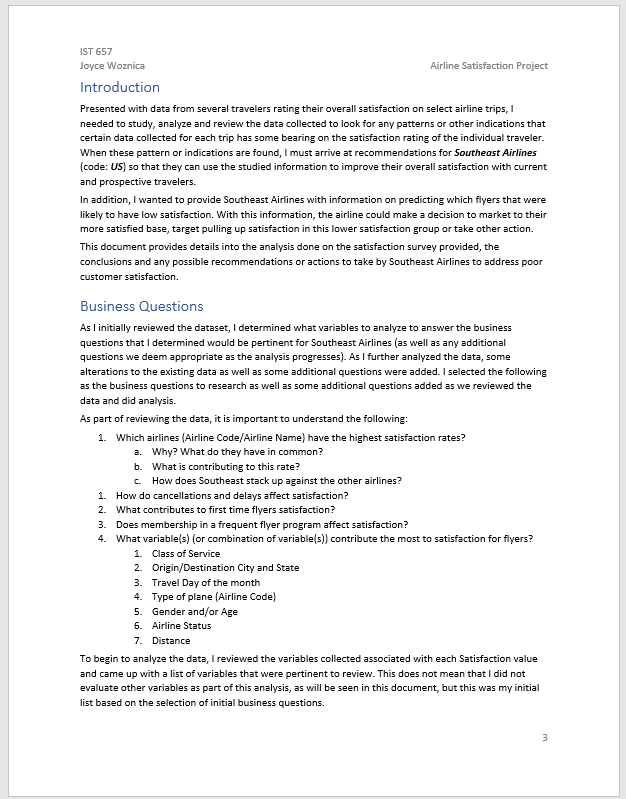 IST 657
Joyce Woznica
Airline Satisfaction Project
Introduction
Presented with data from several travelers rating their overall satisfaction on select airline trips, I
needed to study, analyze and review the data collected to look for any patterns or other indications that
certain data collected for each trip has some bearing on the satisfaction rating of the individual traveler.
When these pattern or indications are found, I must arrive at recommendations for Southeast Airlines
(code: US) so that they can use the studied information to improve their overall satisfaction with current
and prospective travelers.
In addition, I wanted to provide Southeast Airlines with information on predicting which flyers that were
likely to have low satisfaction. With this information, the airline could make a decision to market to their
more satisfied base, target pulling up satisfaction in this lower satisfaction group or take other action.
This document provides details into the analysis done on the satisfaction survey provided, the
conclusions and any possible recommendations or actions to take by Southeast Airlines to address poor
customer satisfaction.
Business Questions
As I initially reviewed the dataset, I determined what variables to analyze to answer the business
questions that I determined would be pertinent for Southeast Airlines (as well as any additional
questions we deem appropriate as the analysis progresses). As I further analyzed the data, some
alterations to the existing data as well as some additional questions were added. I selected the following
as the business questions to research as well as some additional questions added as we reviewed the
data and did analysis.
As part of reviewing the data, it is important to understand the following:
1. Which airlines (Airline Code/Airline Name) have the highest satisfaction rates?
a. Why? What do they have in common?
b. What is contributing to this rate?
c. How does Southeast stack up against the other airlines?
1. How do cancellations and delays affect satisfaction?
2. What contributes to first time flyers satisfaction?
3. Does membership in a frequent flyer program affect satisfaction?
4. What variable(s) (or combination of variable(s)) contribute the most to satisfaction for flyers?
1. Class of Service
2. Origin/Destination City and State
3. Travel Day of the month
4. Type of plane (Airline Code)
5. Gender and/or Age
6. Airline Status
7. Distance
To begin to analyze the data, I reviewed the variables collected associated with each Satisfaction value
and came up with a list of variables that were pertinent to review. This does not mean that I did not
evaluate other variables as part of this analysis, as will be seen in this document, but this was my initial
list based on the selection of initial business questions.
3